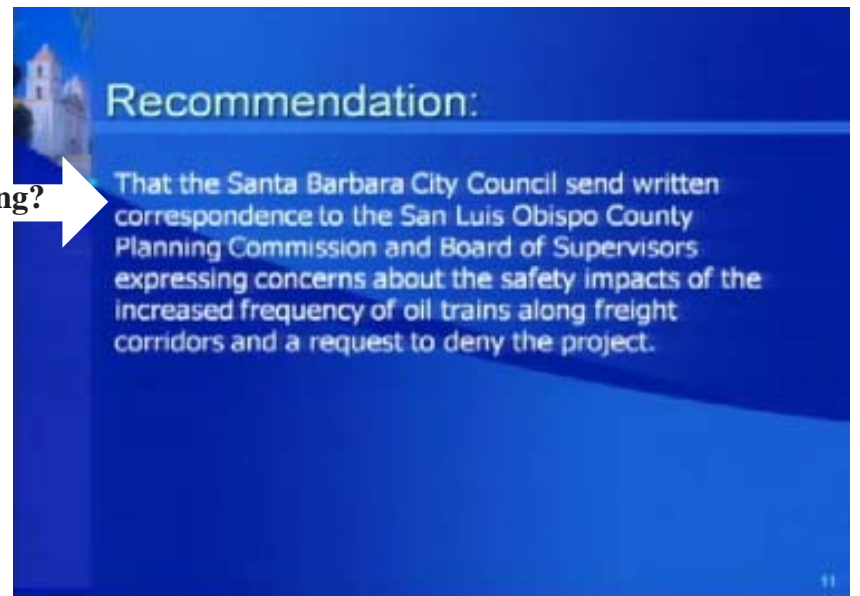 Recommendation:
ng?
That the Santa Barbara City Council send written
correspondence to the San Luis Obispo County
Planning Commission and Board of Supervisors
expressing concerns about the safety impacts of the
increased frequency of oil trains along freight
corridors and a request to deny the project.
11